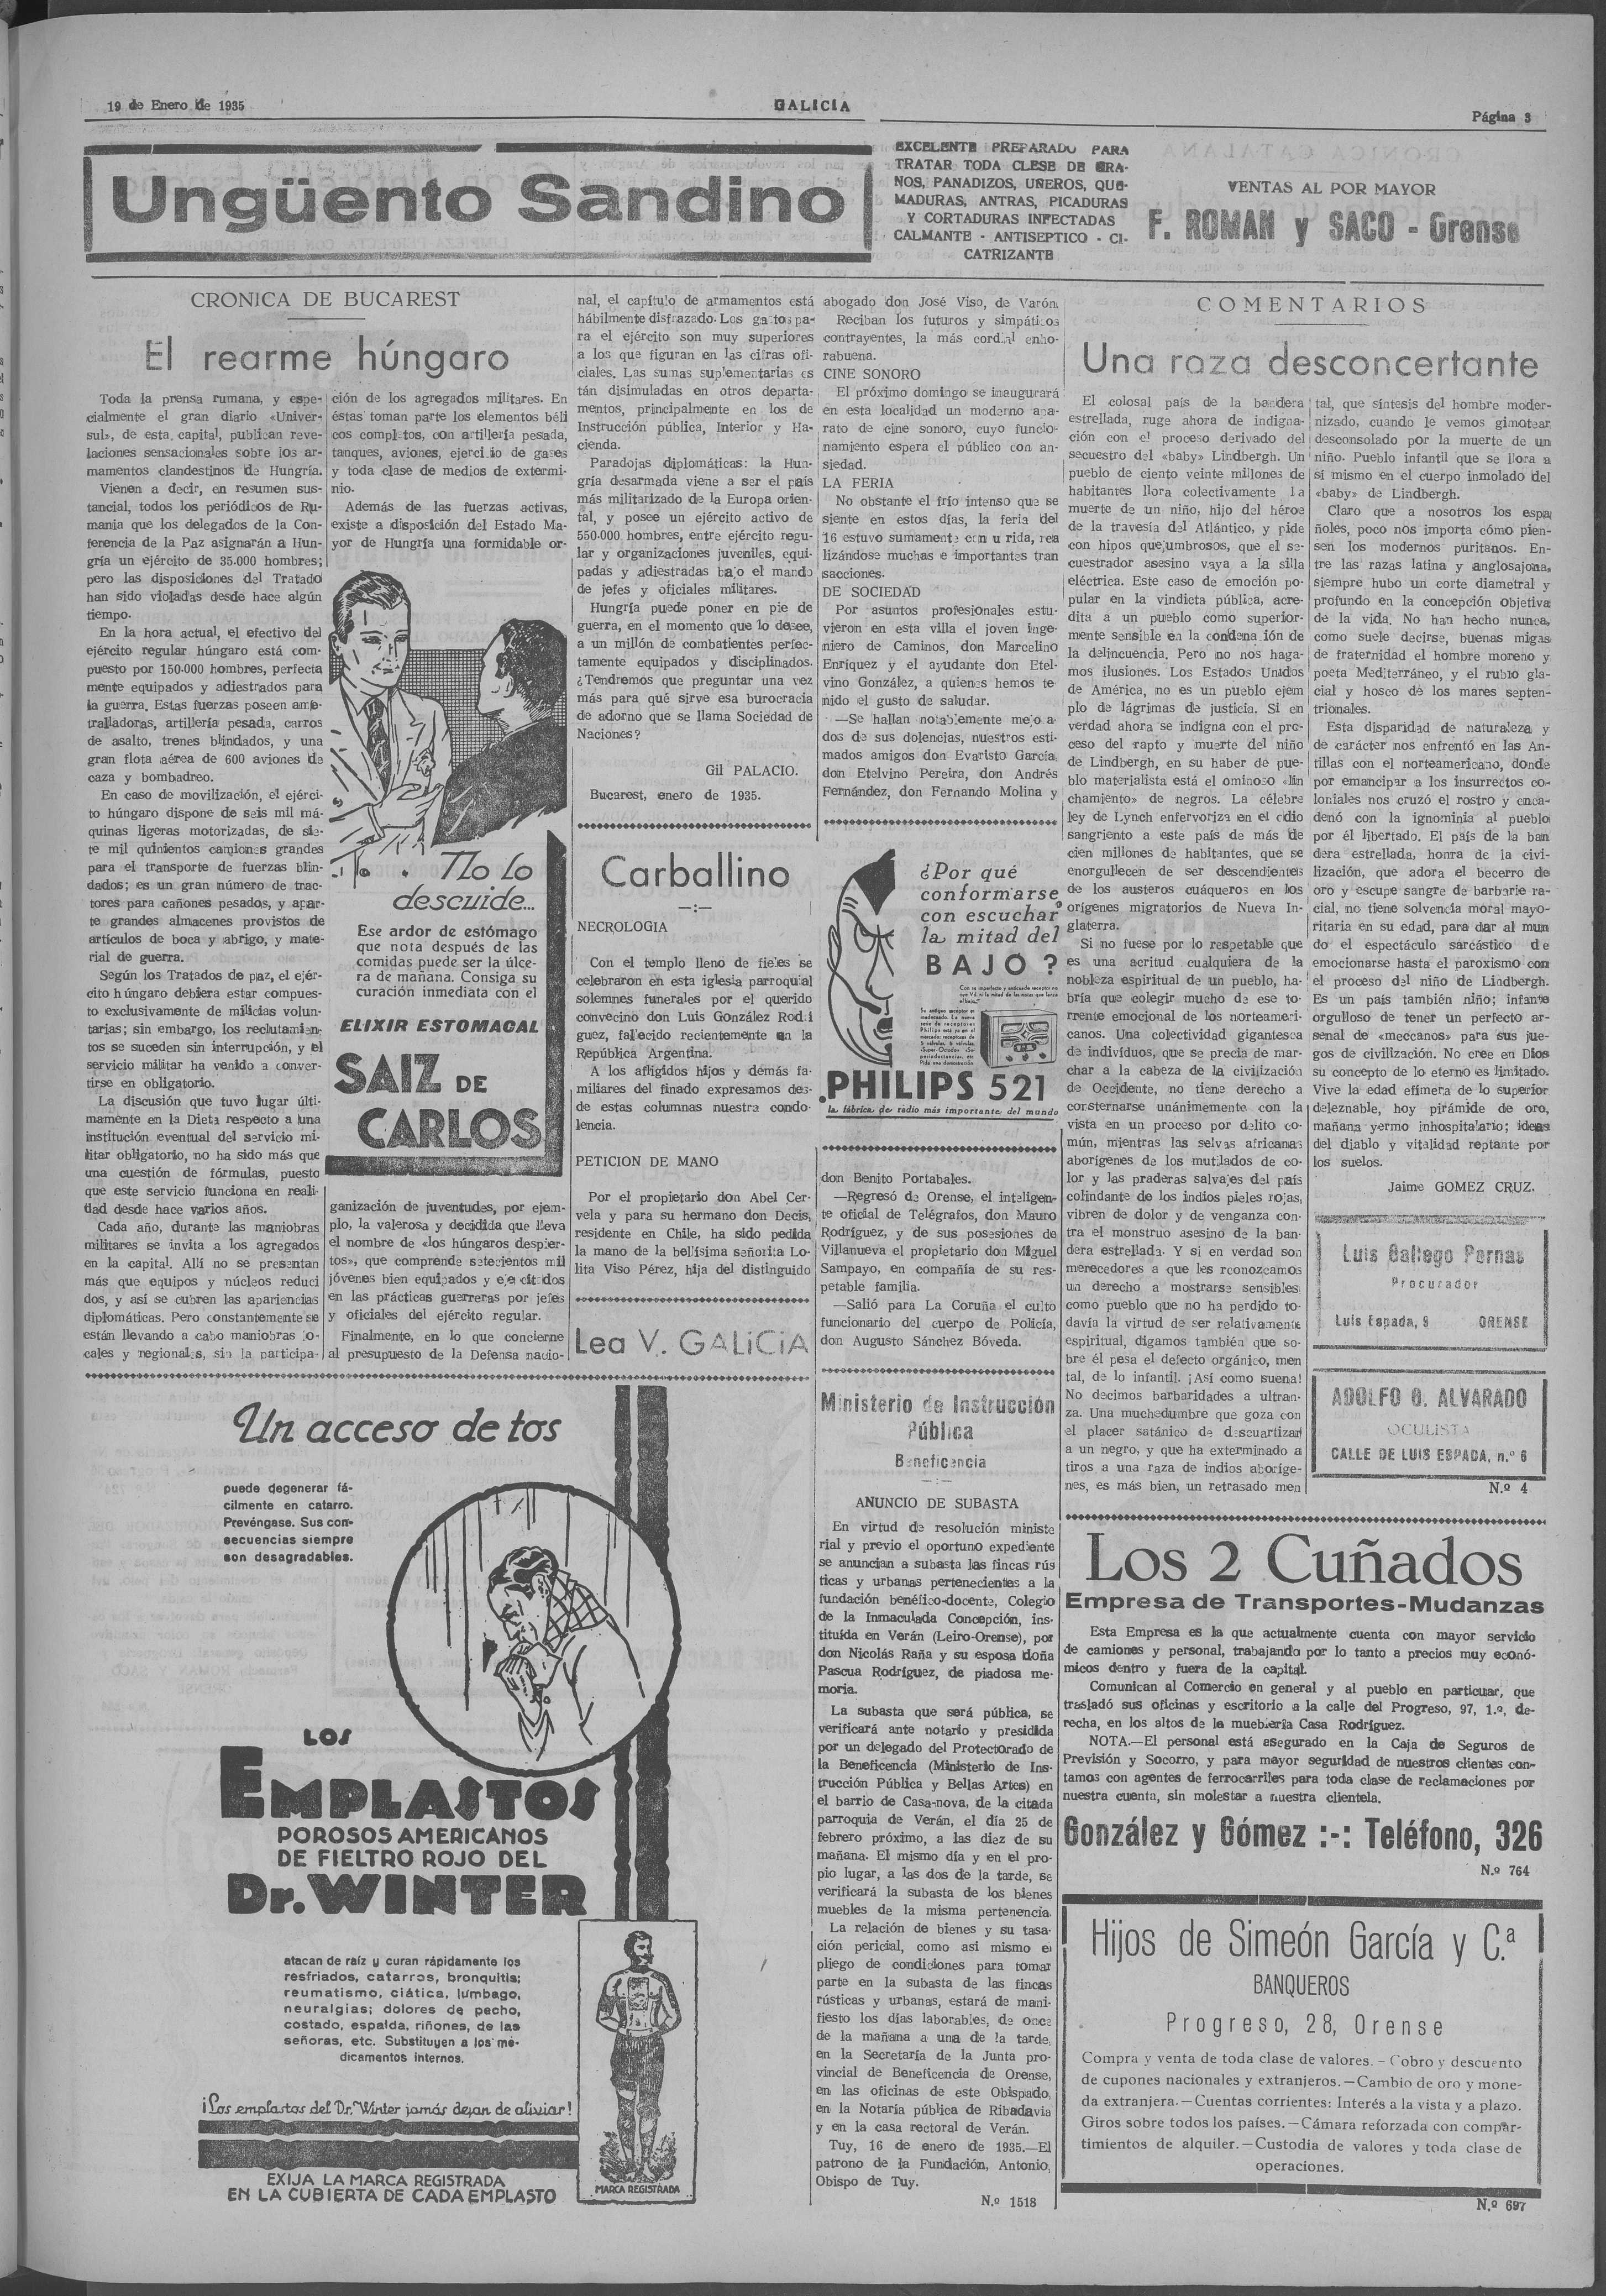 19 de Enero de 1935
GALICIA
Página 3
Ungüento Sandino
EXCELENTE PREPARADO PARA
TRATAR TODA CLESE DE GRA-
NOS, PANADIZOS, UÑEROS, QUE-
MADURAS, ANTRAS, PICADURAS
Y CORTADURAS INFECTADAS
CALMANTE - ANTISEPTICO - CI-
CATRIZANTE
VENTAS AL POR MAYOR
F. ROMAN y SACO - Orense
CRONICA DE BUCAREST
El rearme húngaro
Toda la prensa rumana, y espe-
cialmente el gran diario «Univer-
sul», de esta capital, publican reve-
laciones sensacionales sobre los ar-
mamentos clandestinos de Hungría.
Vienen a decir, en resumen sus-
tancial, todos los periódicos de Ru-
mania que los delegados de la Con-
ferencia de la Paz asignarán a Hun-
gría un ejército de 35.000 hombres;
pero las disposiciones del Tratado
han sido violadas desde hace algún
tiempo.
En la hora actual, el efectivo del
ejército regular húngaro está com-
puesto por 150.000 hombres, perfecta
mente equipados y adiestrados para
la guerra. Estas fuerzas poseen ame-
tralladoras, artillería pesada, carros
de asalto, trenes blindados, y una
gran flota aérea de 600 aviones de
caza y bombadreo.
En caso de movilización, el ejérci-
to húngaro dispone de seis mil má-
quinas ligeras motorizadas, de sie-
te mil quinientos camiones grandes
para el transporte de fuerzas blin-
dados; es un gran número de trac-
tores para cañones pesados, y apar-
te grandes almacenes provistos de
artículos de boca y abrigo, y mate-
rial de guerra.
Según los Tratados de paz, el ejér-
cito húngaro debiera estar compues-
to exclusivamente de milicias volun-
tarias; sin embargo, los reclutamien-
tos se suceden sin interrupción, y el
servicio militar ha venido a conver-
tirse en obligatorio.
La discusión que tuvo lugar últi-
mamente en la Dieta respecto a una
institución eventual del servicio mi-
litar obligatorio, no ha sido más que
una cuestión de fórmulas, puesto
que este servicio funciona en reali-
dad desde hace varios años.
Cada año, durante las maniobras
militares se invita a los agregados
en la capital. Allí no se presentan
más que equipos y núcleos reduci
dos, y así se cubren las apariencias
diplomáticas. Pero constantemente se
están llevando a cabo maniobras lo-
cales y regionales, sin la participa-
ción de los agregados militares. En
éstas toman parte los elementos béli
cos completos, con artillería pesada,
tanques, aviones, ejercicio de gases
y toda clase de medios de extermi-
nio.
Además de las fuerzas activas,
existe a disposición del Estado Ma-
yor de Hungría una formidable or-
No lo
descuide...
Ese ardor de estómago
que nota después de las
comidas puede ser la úlce-
ra de mañana. Consiga su
curación inmediata con el
ELIXIR ESTOMACAL
SAIZ DE
CARLOS
ganización de juventudes, por ejem-
plo, la valerosa y decidida que lleva
el nombre de «los húngaros despier-
tos», que comprende setecientos mil
jóvenes bien equipados y ejercitados
en las prácticas guerreras por jefes
y oficiales del ejército regular.
Finalmente, en lo que concierne
al presupuesto de la Defensa nacio-
nal, el capítulo de armamentos está
hábilmente disfrazado. Los gastos pa-
ra el ejército son muy superiores
a los que figuran en las cifras ofi-
ciales. Las sumas suplementarias es
tán disimuladas en otros departa-
mentos, principalmente en los de
Instrucción pública, Interior y Ha-
cienda.
Paradojas diplomáticas: la Hun-
gría desarmada viene a ser el país
más militarizado de la Europa orien-
tal, y posee un ejército activo de
550.000 hombres, entre ejército regu-
lar y organizaciones juveniles, equi-
padas y adiestradas bajo el mando
de jefes y oficiales militares.
Hungría puede poner en pie de
guerra, en el momento que lo desee,
a un millón de combatientes perfec-
tamente equipados y disciplinados.
¿Tendremos que preguntar una vez
más para qué sirve esa burocracia
de adorno que se llama Sociedad de
Naciones?
Gil PALACIO.
Bucarest, enero de 1935.
Carballino
NECROLOGIA
Con el templo lleno de fieles se
celebraron en esta iglesia parroquial
solemnes funerales por el querido
convecino don Luis González Rodrí
guez, fallecido recientemente en la
República Argentina.
A los afligidos hijos y demás fa-
miliares del finado expresamos des-
de estas columnas nuestra condo-
lencia.
PETICION DE MANO
Por el propietario don Abel Cer-
vela y para su hermano don Decis,
residente en Chile, ha sido pedida
la mano de la bellísima señorita Lo-
lita Viso Pérez, hija del distinguido
Lea V. GALICIA
abogado don José Viso, de Varón.
Reciban los futuros y simpáticos
contrayentes, la más cordial enho-
rabuena.
CINE SONORO
El próximo domingo se inaugurará
en esta localidad un moderno apa-
rato de cine sonoro, cuyo funcio-
namiento espera el público con an-
siedad.
LA FERIA
No obstante el frío intenso que se
siente en estos días, la feria del
16 estuvo sumamente con u rida, rea
lizándose muchas e importantes tran
sacciones.
DE SOCIEDAD
Por asuntos profesionales estu-
vieron en esta villa el joven inge-
niero de Caminos, don Marcelino
Enríquez y el ayudante don Etel-
vino González, a quienes hemos te
nido el gusto de saludar.
—Se hallan notablemente mejo a-
dos de sus dolencias, nuestros esti-
mados amigos don Evaristo García,
don Etelvino Pereira, don Andrés
Fernández, don Fernando Molina y
¿Por qué
conformarse
con escuchar
la mitad del
BAJO?
PHILIPS 521
la fábrica de radio más importante del mundo
don Benito Portabales.
—Regresó de Orense, el inteligen-
te oficial de Telégrafos, don Mauro
Rodríguez, y de sus posesiones de
Villanueva el propietario don Miguel
Sampayo, en compañía de su res-
petable familia.
—Salió para La Coruña el culto
funcionario del cuerpo de Policía,
don Augusto Sánchez Bóveda.
Ministerio de Instrucción
Pública
Beneficencia
ANUNCIO DE SUBASTA
En virtud de resolución ministe
rial y previo el oportuno expediente
se anuncian a subasta las fincas rús
ticas y urbanas pertenecientes a la
fundación benéfico-docente, Colegio
de la Inmaculada Concepción, ins-
tituída en Verán (Leiro-Orense), por
don Nicolás Raña y su esposa doña
Pascua Rodríguez, de piadosa me-
moria.
La subasta que será pública, se
verificará ante notario y presidida
por un delegado del Protectorado de
la Beneficencia (Ministerio de Ins-
trucción Pública y Bellas Artes) en
el barrio de Casa-nova, de la citada
parroquia de Verán, el día 25 de
febrero próximo, a las diez de su
mañana. El mismo día y en el pro-
pio lugar, a las dos de la tarde, se
verificará la subasta de los bienes
muebles de la misma pertenencia.
La relación de bienes y su tasa-
ción pericial, como asi mismo el
pliego de condiciones para tomar
parte en la subasta de las fincas
rústicas y urbanas, estará de mani-
fiesto los días laborables, de once
de la mañana a una de la tarde,
en la Secretaría de la Junta pro-
vincial de Beneficencia de Orense,
en las oficinas de este Obispado,
en la Notaría pública de Ribadavia
y en la casa rectoral de Verán.
Tuy, 16 de enero de 1935.—El
patrono de la Fundación, Antonio,
Obispo de Tuy.
N.º 1518
COMENTARIOS
Una raza desconcertante
El colosal país de la bandera
estrellada, ruge ahora de indigna-
ción con el proceso derivado del
secuestro del «baby» Lindbergh. Un
pueblo de ciento veinte millones de
habitantes llora colectivamente la
muerte de un niño, hijo del héroe
de la travesía del Atlántico, y pide
con hipos quejumbrosos, que el se-
cuestrador asesino vaya a la silla
eléctrica. Este caso de emoción po-
pular en la vindicta pública, acre-
dita a un pueblo como superior-
mente sensible en la condena ión de
la delincuencia. Pero no nos haga-
mos ilusiones. Los Estados Unidos
de América, no es un pueblo ejem
plo de lágrimas de justicia. Si en
verdad ahora se indigna con el pro-
ceso del rapto y muerte del niño
de Lindbergh, en su haber de pue-
blo materialista está el ominoso «lin
chamiento» de negros. La célebre
ley de Lynch enfervoriza en el odio
sangriento a este país de más de
cien millones de habitantes, que se
enorgullecen de ser descendientes
de los austeros cuáqueros en los
orígenes migratorios de Nueva In-
glaterra.
Si no fuese por lo respetable que
es una acritud cualquiera de la
nobleza espiritual de un pueblo, ha-
bría que colegir mucho de ese to-
rrente emocional de los norteameri-
canos. Una colectividad gigantesca
de individuos, que se precia de mar-
char a la cabeza de la civilización
de Occidente, no tiene derecho a
consternarse unánimemente con la
vista en un proceso por delito co-
mún, mientras las selvas africanas
aborígenes de los mutilados de co-
lor y las praderas salvajes del país
colindante de los indios pieles rojas,
vibren de dolor y de venganza con-
tra el monstruo asesino de la ban-
dera estrellada. Y si en verdad son
merecedores a que les rconozcamos
un derecho a mostrarse sensibles
como pueblo que no ha perdido to-
davía la virtud de ser relativamente
espiritual, digamos también que so-
bre él pesa el defecto orgánico, men
tal, de lo infantil. ¡Así como suena!
No decimos barbaridades a ultran-
za. Una muchedumbre que goza con
el placer satánico de descuartizar
a un negro, y que ha exterminado a
tiros a una raza de indios aboríge-
nes, es más bien, un retrasado men
tal, que síntesis del hombre moder-
nizado, cuando le vemos gimotear
desconsolado por la muerte de un
niño. Pueblo infantil que se llora a
sí mismo en el cuerpo inmolado del
«baby» de Lindbergh.
Claro que a nosotros los espa
ñoles, poco nos importa cómo pien-
sen los modernos puritanos. En-
tre las razas latina y anglosajona,
siempre hubo un corte diametral y
profundo en la concepción objetiva
de la vida. No han hecho nunca,
como suele decirse, buenas migas
de fraternidad el hombre moreno y
poeta Mediterráneo, y el rubio gla-
cial y hosco de los mares septen-
trionales.
Esta disparidad de naturaleza y
de carácter nos enfrentó en las An-
tillas con el norteamericano, donde
por emancipar a los insurrectos co-
loniales nos cruzó el rostro y enca-
denó con la ignominia al pueblo
por él libertado. El país de la ban
dera estrellada, honra de la civi-
lización, que adora el becerro de
oro y escupe sangre de barbarie ra-
cial, no tiene solvencia moral mayo-
ritaria en su edad, para dar al mun
do el espectáculo sarcástico de
emocionarse hasta el paroxismo con
el proceso del niño de Lindbergh.
Es un país también niño; infante
orgulloso de tener un perfecto ar-
senal de «meccanos» para sus jue-
gos de civilización. No cree en Dios
su concepto de lo eterno es limitado.
Vive la edad efímera de lo superior
deleznable, hoy pirámide de oro,
mañana yermo inhospitalario; ideas
del diablo y vitalidad reptante por
los suelos.
Jaime GOMEZ CRUZ.
Luis Gallego Pernas
Procurador
Luis Espada, 9 ORENSE
ADOLFO G. ALVARADO
OCULISTA
CALLE DE LUIS ESPADA, n.º 6
N.º 4
Los 2 Cuñados
Empresa de Transportes-Mudanzas
Esta Empresa es la que actualmente cuenta con mayor servicio
de camiones y personal, trabajando por lo tanto a precios muy econó-
micos dentro y fuera de la capital.
Comunican al Comercio en general y al pueblo en particuar, que
trasladó sus oficinas y escritorio a la calle del Progreso, 97, 1.º, de-
recha, en los altos de la mueblería Casa Rodríguez.
NOTA.—El personal está asegurado en la Caja de Seguros de
Previsión y Socorro, y para mayor seguridad de nuestros clientes con-
tamos con agentes de ferrocarriles para toda clase de reclamaciones por
nuestra cuenta, sin molestar a nuestra clientela.
González y Gómez :-: Teléfono, 326
N.º 764
Hijos de Simeón García y C.ª
BANQUEROS
Progreso, 28, Orense
Compra y venta de toda clase de valores. - Cobro y descuento
de cupones nacionales y extranjeros.—Cambio de oro y mone-
da extranjera.—Cuentas corrientes: Interés a la vista y a plazo.
Giros sobre todos los países.—Cámara reforzada con compar-
timientos de alquiler.—Custodia de valores y toda clase de
operaciones.
N.º 697
Un acceso de tos
puede degenerar fá-
cilmente en catarro.
Prevéngase. Sus con-
secuencias siempre
son desagradables.
LOS
EMPLASTOS
POROSOS AMERICANOS
DE FIELTRO ROJO DEL
Dr. WINTER
atacan de raíz y curan rápidamente los
resfriados, catarros, bronquitis;
reumatismo, ciática, lumbago,
neuralgias; dolores de pecho,
costado, espalda, riñones, de las
señoras, etc. Substituyen a los me-
dicamentos internos.
¡Los emplastos del Dr. Winter jamás dejan de aliviar!
EXIJA LA MARCA REGISTRADA
EN LA CUBIERTA DE CADA EMPLASTO
MARCA REGISTRADA